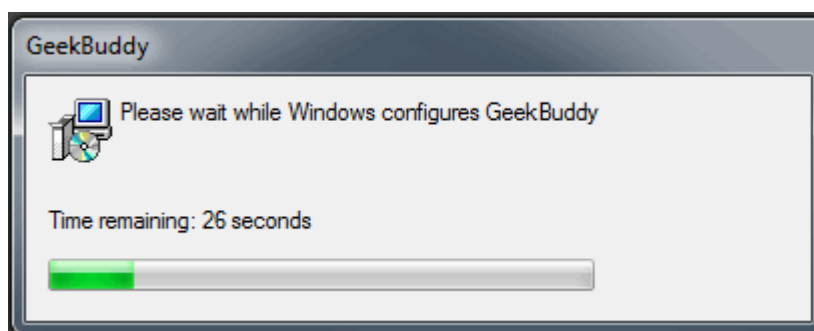 GeekBuddy
Please wait while Windows configures GeekBuddy
Time remaining: 26 seconds